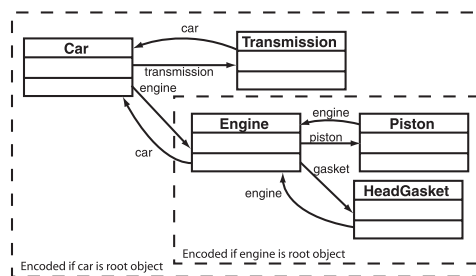 car
Car
Transmission
transmission
engine
Engine
engine
Piston
piston
car
gasket
engine
HeadGasket
Encoded if engine is root object
Encoded if car is root object